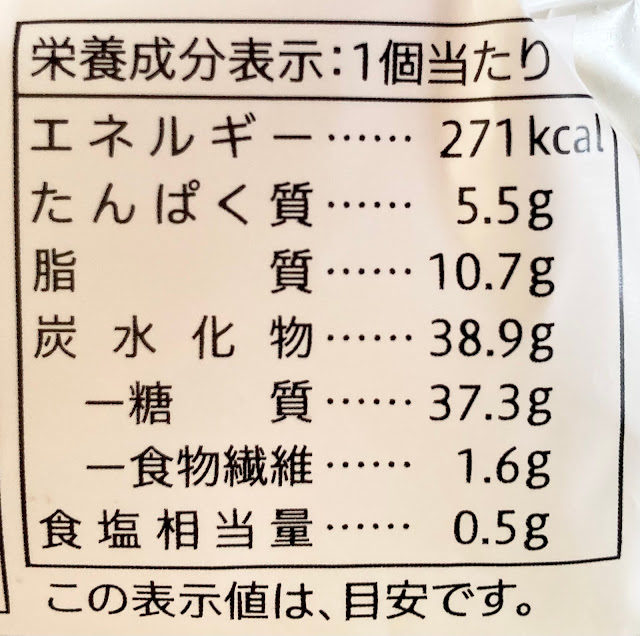 栄養成分表示:1個当たり
エネルギー…… 271kcal
たんぱく質…… 5.5g
脂質…… 10.7g
炭水化物…… 38.9g
ー糖質…… 37.3g
ー食物繊維…… 1.6g
食塩相当量…… 0.5g
この表示値は、目安です。